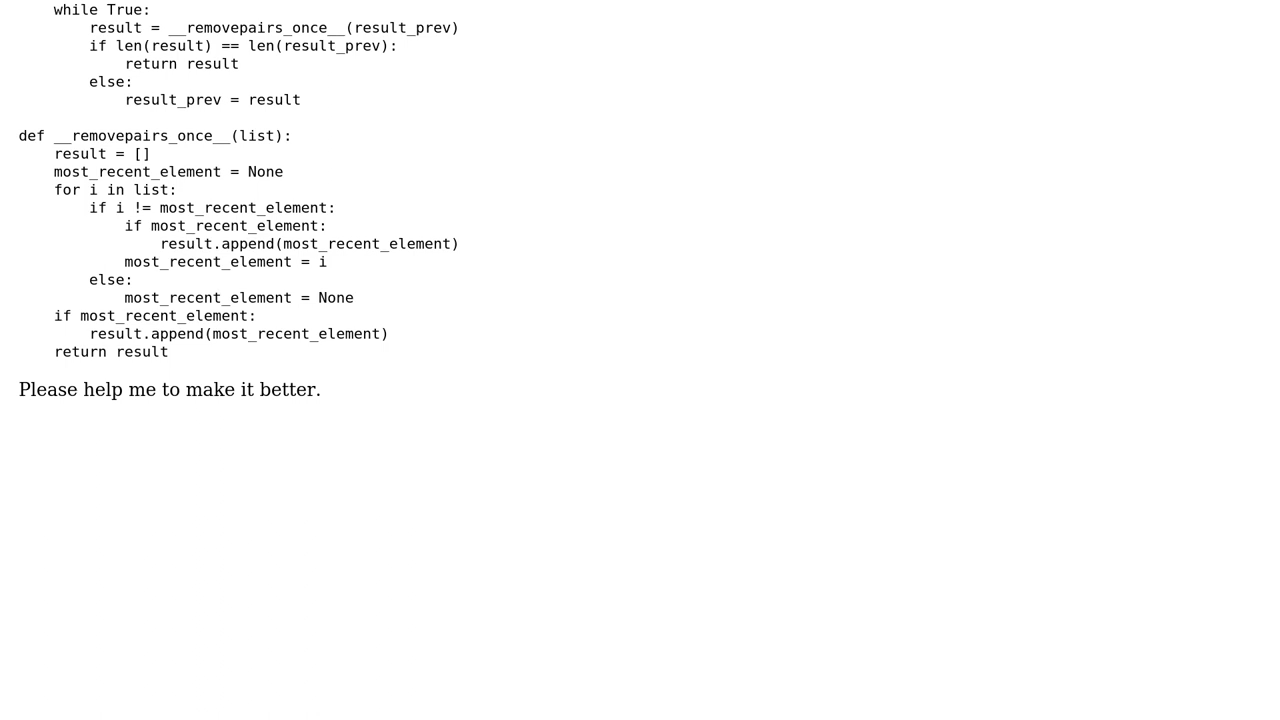 while True:
        result = __removepairs_once__(result_prev)
        if len(result) == len(result_prev):
            return result
        else:
            result_prev = result

def __removepairs_once__(list):
    result = []
    most_recent_element = None
    for i in list:
        if i != most_recent_element:
            if most_recent_element:
                result.append(most_recent_element)
            most_recent_element = i
        else:
            most_recent_element = None
    if most_recent_element:
        result.append(most_recent_element)
    return result

Please help me to make it better.